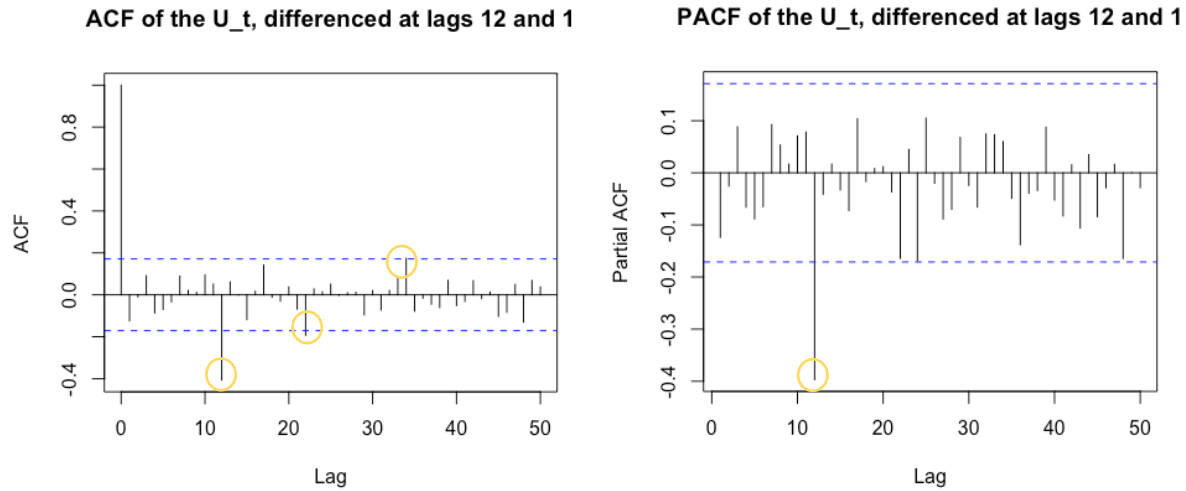 ACF of the U_t, differenced at lags 12 and 1
ACF
0.8
0.4
0.0
-0.4
0 10 20 30 40 50
Lag
PACF of the U_t, differenced at lags 12 and 1
Partial ACF
0.1
0.0
-0.1
-0.2
-0.3
-0.4
0 10 20 30 40 50
Lag